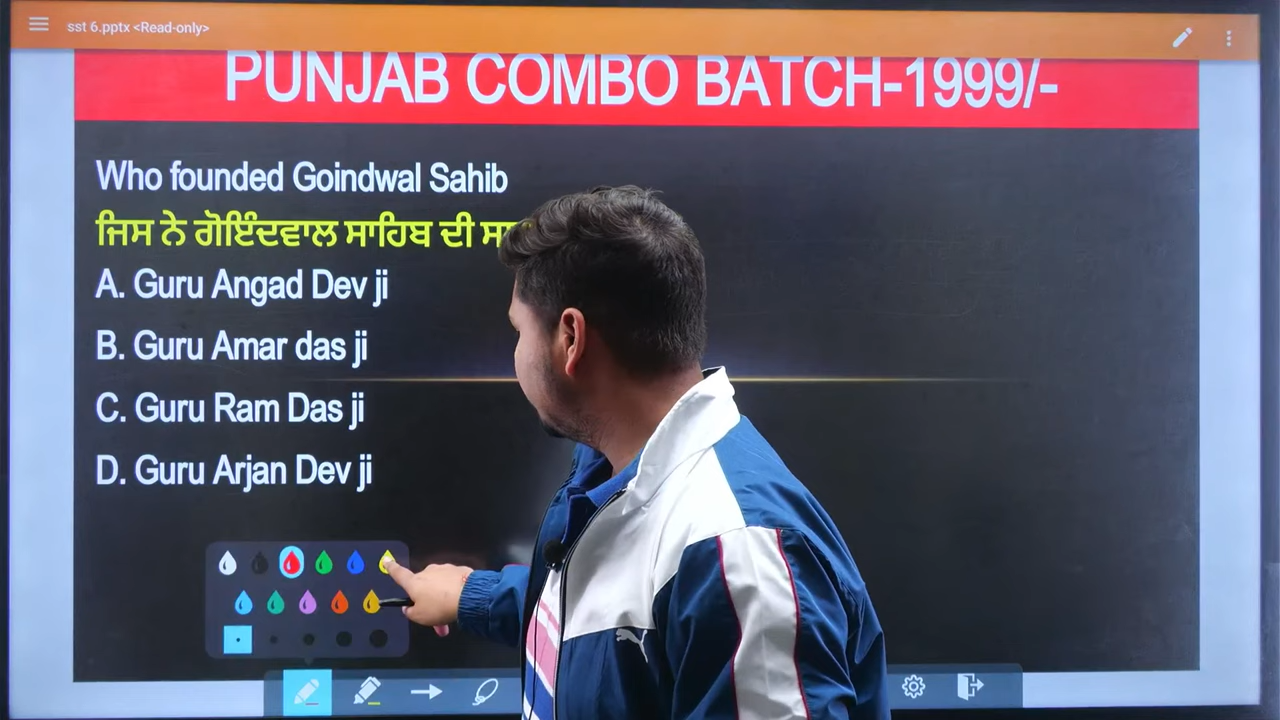 sst 6.pptx <Read-only>
PUNJAB COMBO BATCH-1999/-
Who founded Goindwal Sahib
ਜਿਸ ਨੇ ਗੋਇੰਦਵਾਲ ਸਾਹਿਬ ਦੀ
A. Guru Angad Dev ji
B. Guru Amar das ji
C. Guru Ram Das ji
D. Guru Arjan Dev ji